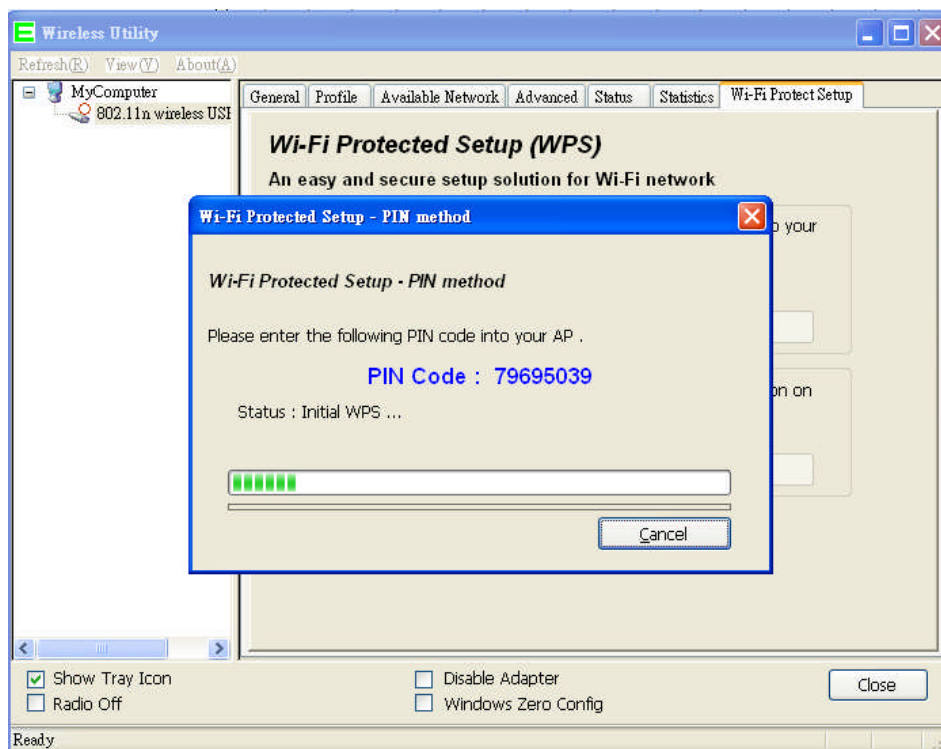 Wireless Utility
Refresh(R) View(V) About(A)
MyComputer
802.11n wireless USI
General Profile Available Network Advanced Status Statistics Wi-Fi Protect Setup
Wi-Fi Protected Setup (WPS)
An easy and secure setup solution for Wi-Fi network
your
on
Wi-Fi Protected Setup - PIN method
Wi-Fi Protected Setup - PIN method
Please enter the following PIN code into your AP .
PIN Code : 79695039
Status : Initial WPS ...
Cancel
Show Tray Icon
Radio Off
Disable Adapter
Windows Zero Config
Close
Ready